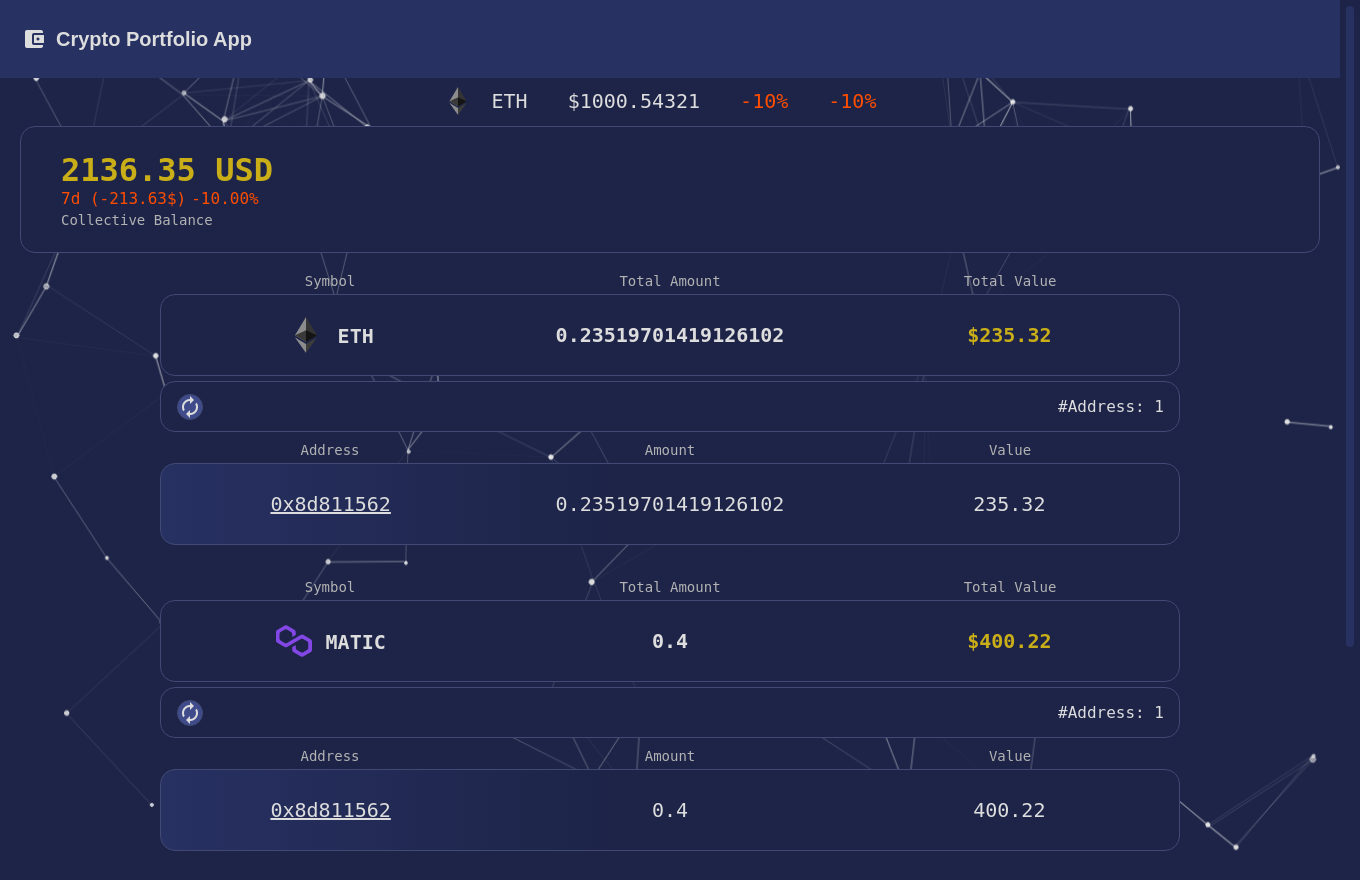 Crypto Portfolio App
ETH $1000.54321 -10% -10%
2136.35 USD
7d (-213.63$) -10.00%
Collective Balance
Symbol Total Amount Total Value
ETH 0.23519701419126102 $235.32
#Address: 1
Address Amount Value
0x8d811562 0.23519701419126102 235.32
Symbol Total Amount Total Value
MATIC 0.4 $400.22
#Address: 1
Address Amount Value
0x8d811562 0.4 400.22